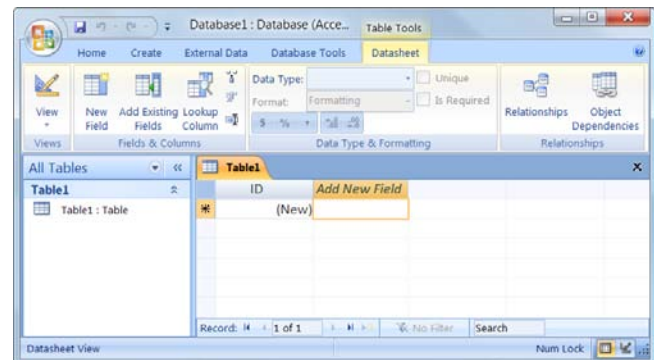 Database1 : Database (Acce... Table Tools
Home Create External Data Database Tools Datasheet
View New Field Add Existing Fields Lookup Column Data Type: Unique Relationships Object Dependencies
Format: Formatting Is Required
$ %
Views Fields & Columns Data Type & Formatting Relationships
All Tables « Table1 x
Table1 ID Add New Field
Table1 : Table (New)
Record: 1 of 1 No Filter Search
Datasheet View Num Lock